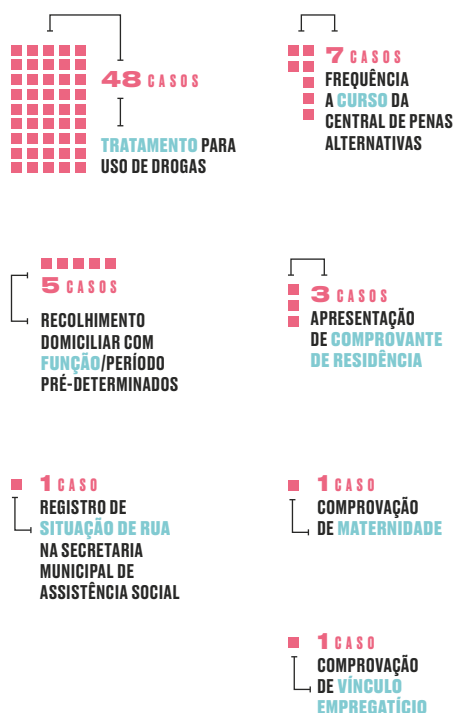 48 CASOS
TRATAMENTO PARA
USO DE DROGAS
7 CASOS
FREQUÊNCIA
A CURSO DA
CENTRAL DE PENAS
ALTERNATIVAS
5 CASOS
RECOLHIMENTO
DOMICILIAR COM
FUNÇÃO/PERÍODO
PRÉ-DETERMINADOS
3 CASOS
APRESENTAÇÃO
DE COMPROVANTE
DE RESIDÊNCIA
1 CASO
REGISTRO DE
SITUAÇÃO DE RUA
NA SECRETARIA
MUNICIPAL DE
ASSISTÊNCIA SOCIAL
1 CASO
COMPROVAÇÃO
DE MATERNIDADE
1 CASO
COMPROVAÇÃO
DE VÍNCULO
EMPREGATÍCIO